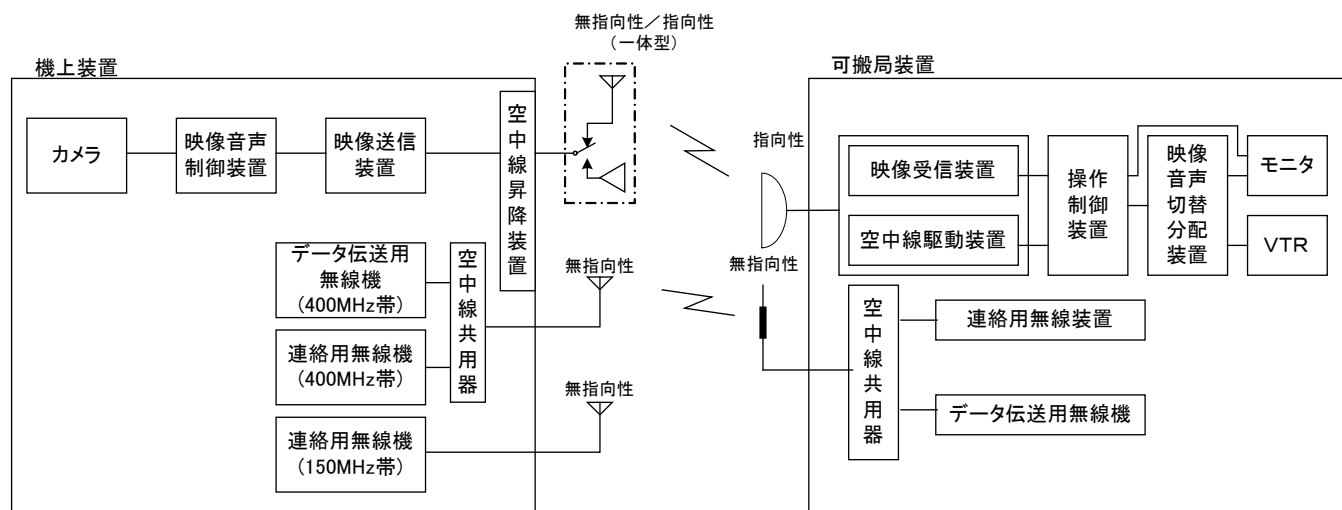 無指向性／指向性
（一体型）
機上装置
カメラ
映像音声
制御装置
映像送信
装置
空中線昇降装置
データ伝送用
無線機
(400MHz帯)
連絡用無線機
(400MHz帯)
空中線共用器
連絡用無線機
(150MHz帯)
無指向性
無指向性
指向性
無指向性
可搬局装置
映像受信装置
空中線駆動装置
操作
制御
装置
映像
音声
切替
分配
装置
モニタ
VTR
空中線共用器
連絡用無線装置
データ伝送用無線機